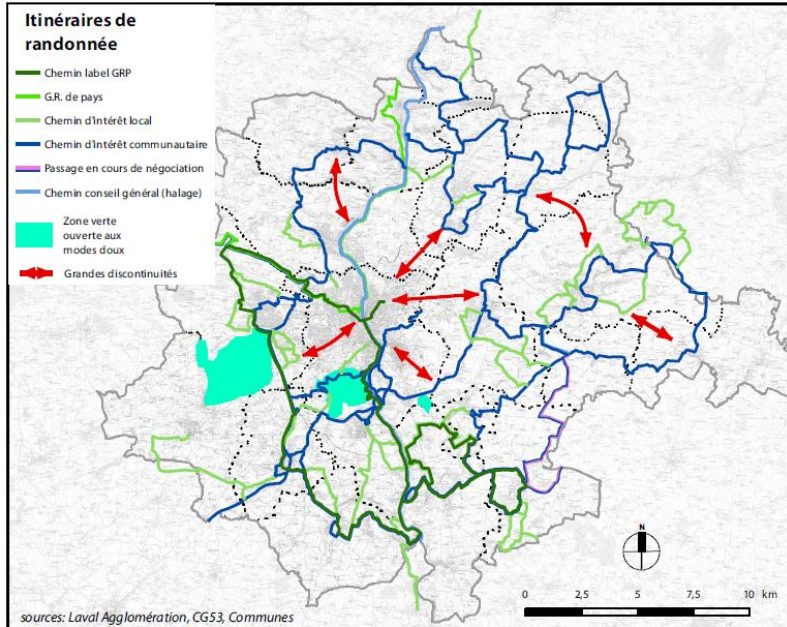 Itinéraires de
randonnée
Chemin label GRP
G.R. de pays
Chemin d'intérêt local
Chemin d'intérêt communautaire
Passage en cours de négociation
Chemin conseil général (halage)
Zone verte
ouverte aux
modes doux
Grandes discontinuités
N
0 2,5 5 7,5 10 km
sources: Laval Agglomération, CG53, Communes